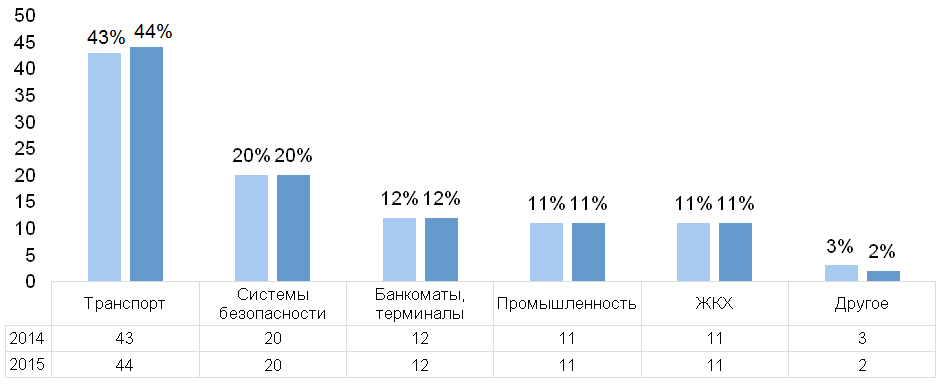 50
45
40
35
30
25
20
15
10
5
0
43% 44%
20% 20%
12% 12%
11% 11%
11% 11%
3% 2%
Транспорт
Системы
безопасности
Банкоматы,
терминалы
Промышленность
ЖКХ
Другое
2014 43 20 12 11 11 3
2015 44 20 12 11 11 2